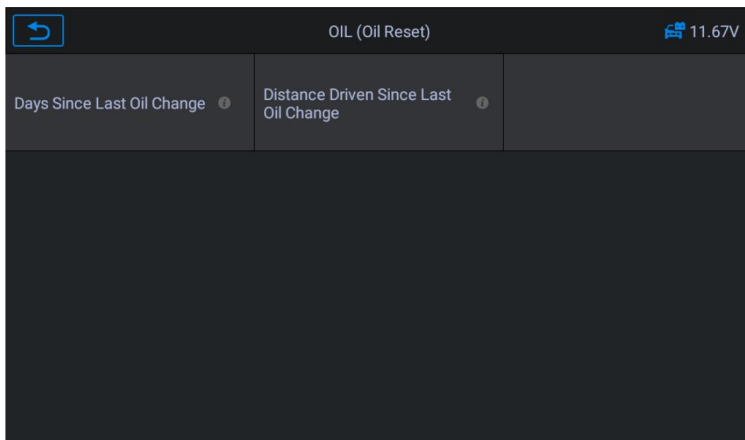 OIL (Oil Reset)
11.67V
Days Since Last Oil Change
Distance Driven Since Last
Oil Change